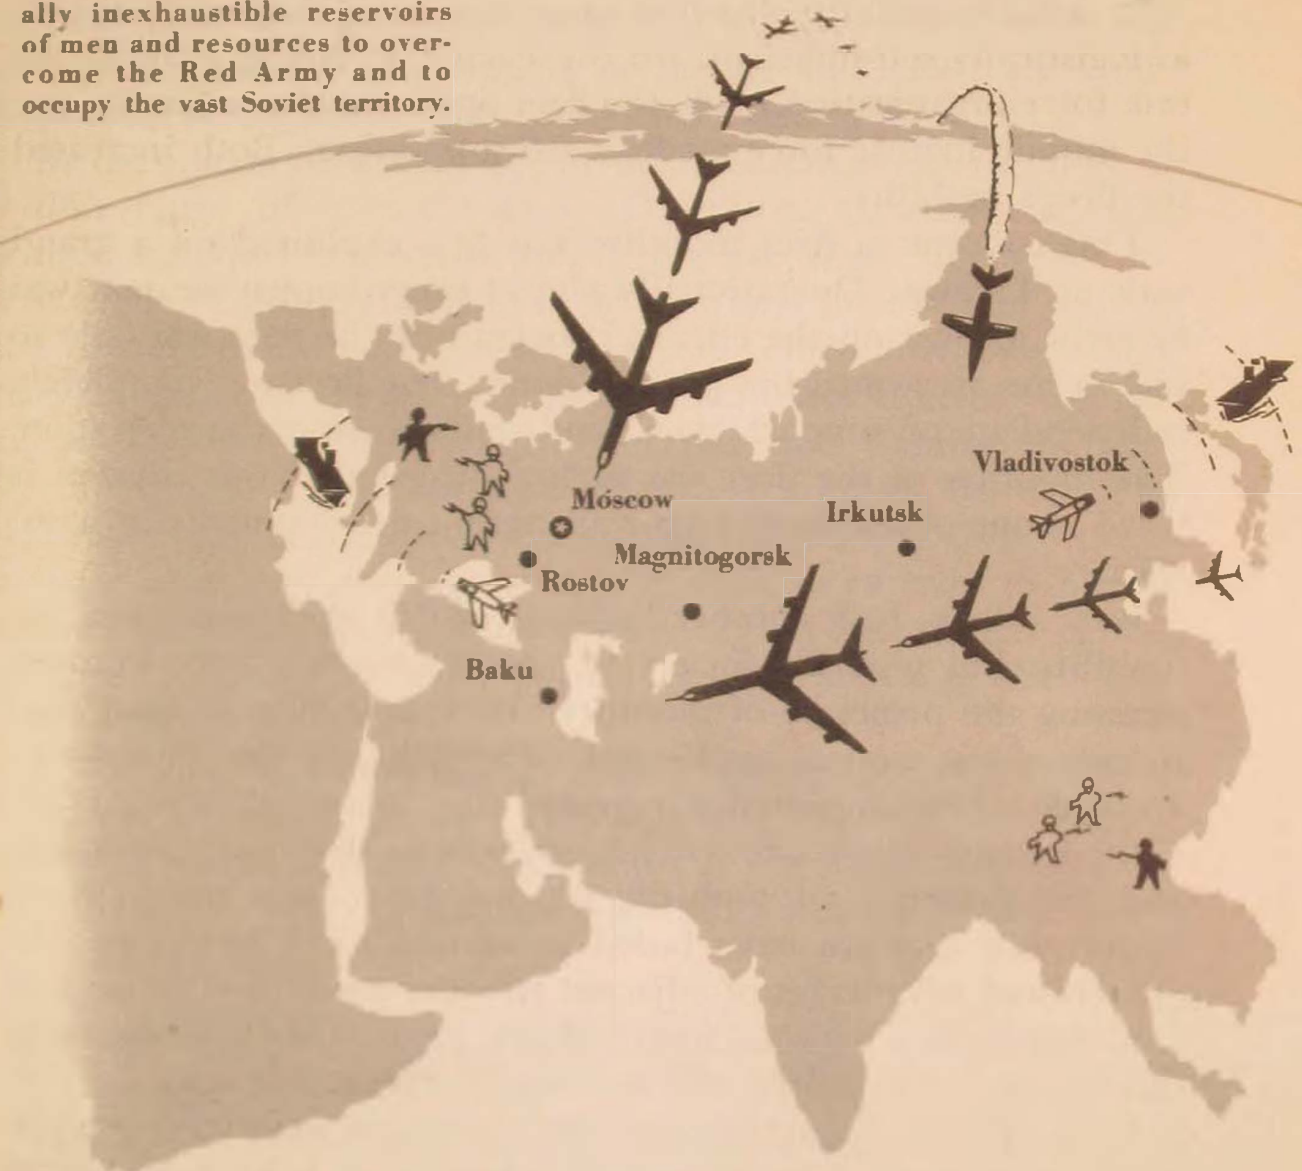 ally inexhaustible reservoirs
of men and resources to over-
come the Red Army and to
occupy the vast Soviet territory.
Vladivostok
Moscow
Irkutsk
Magnitogorsk
Rostov
Baku